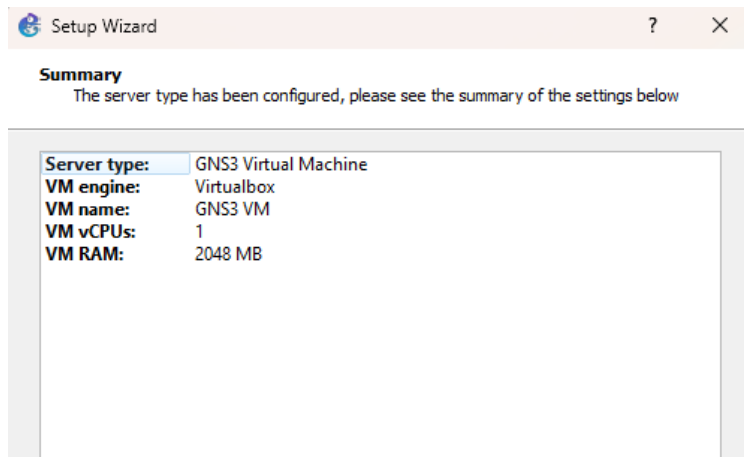 Setup Wizard ?
Summary
The server type has been configured, please see the summary of the settings below
Server type: GNS3 Virtual Machine
VM engine: Virtualbox
VM name: GNS3 VM
VM vCPUs: 1
VM RAM: 2048 MB